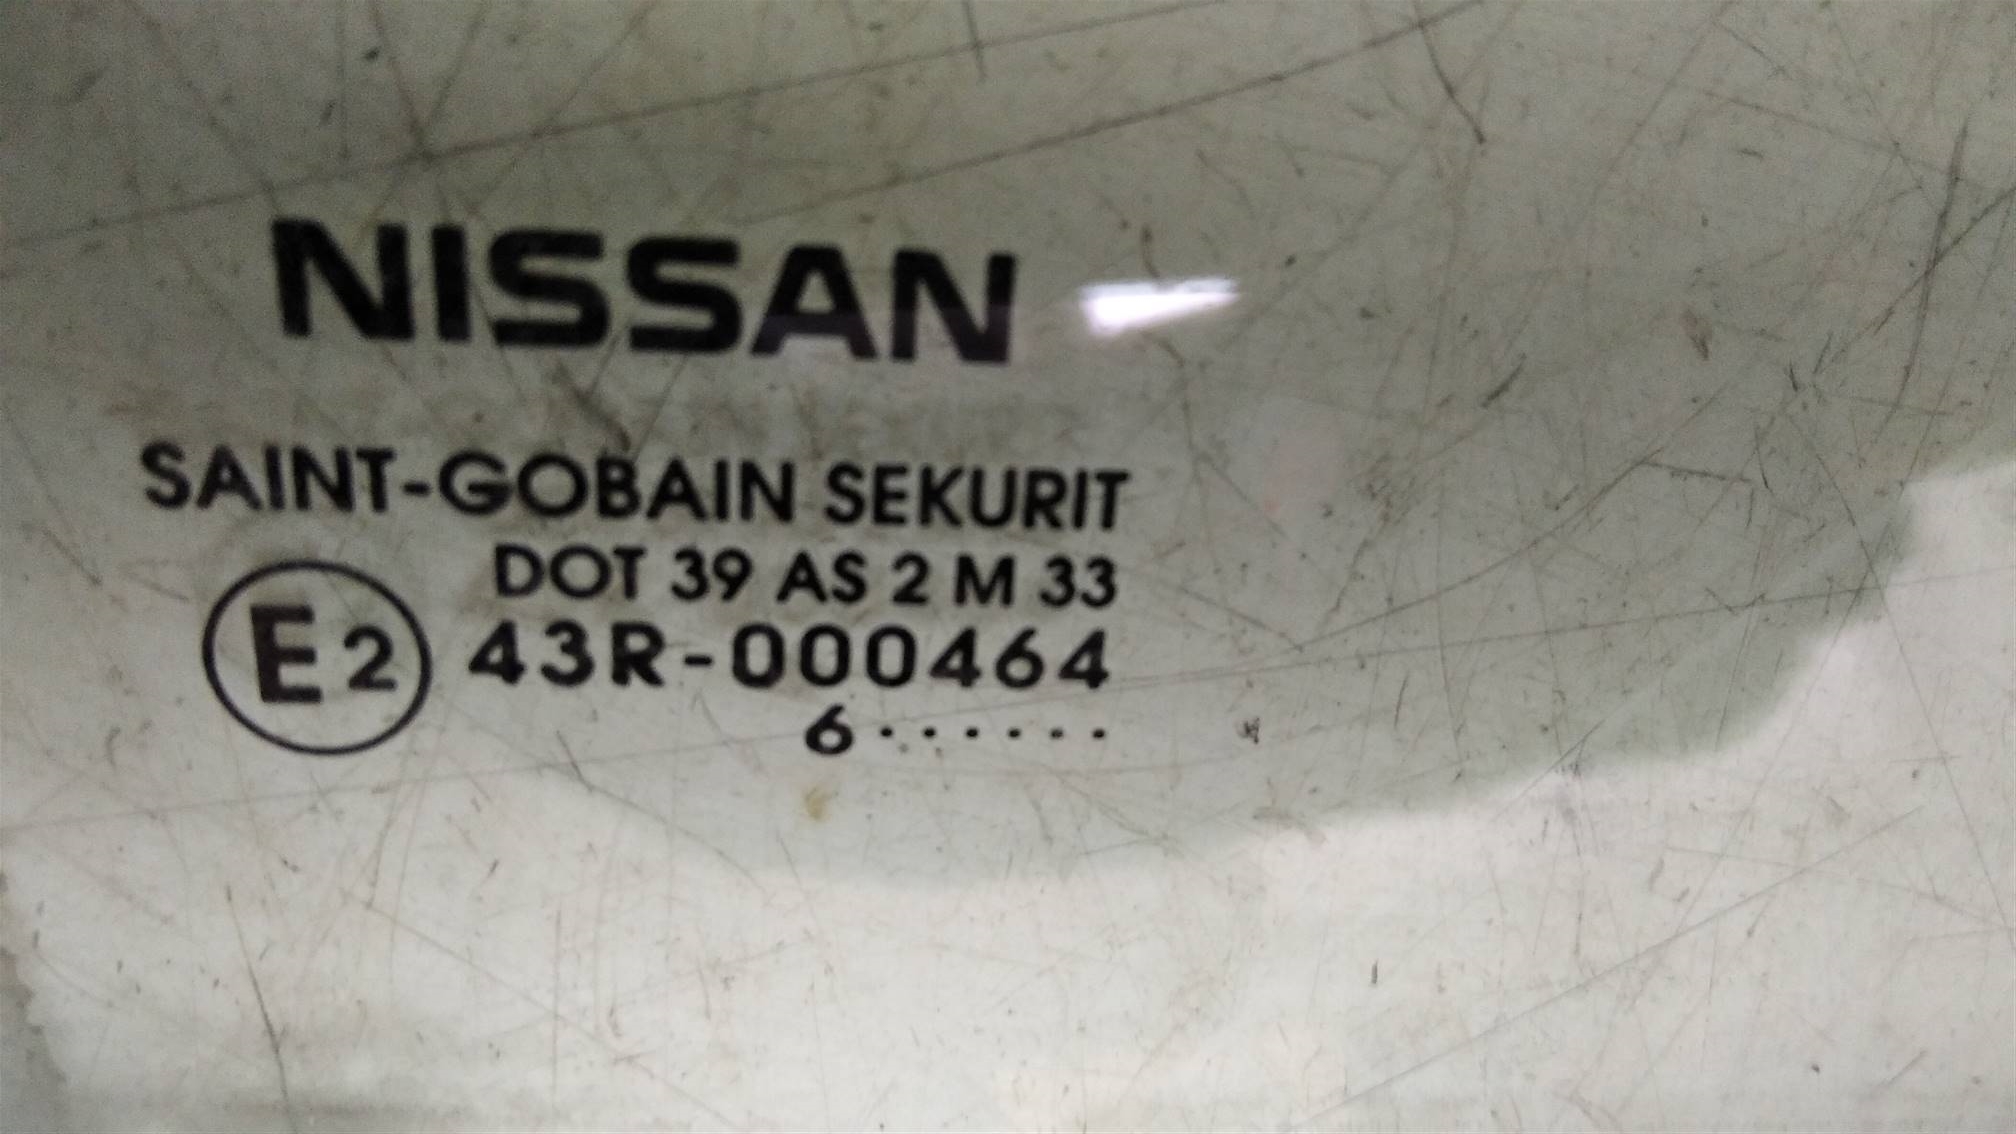 NISSAN
SAINT-GOBAIN SEKURIT
DOT 39 AS 2 M 33
E2 43R-000464
6······